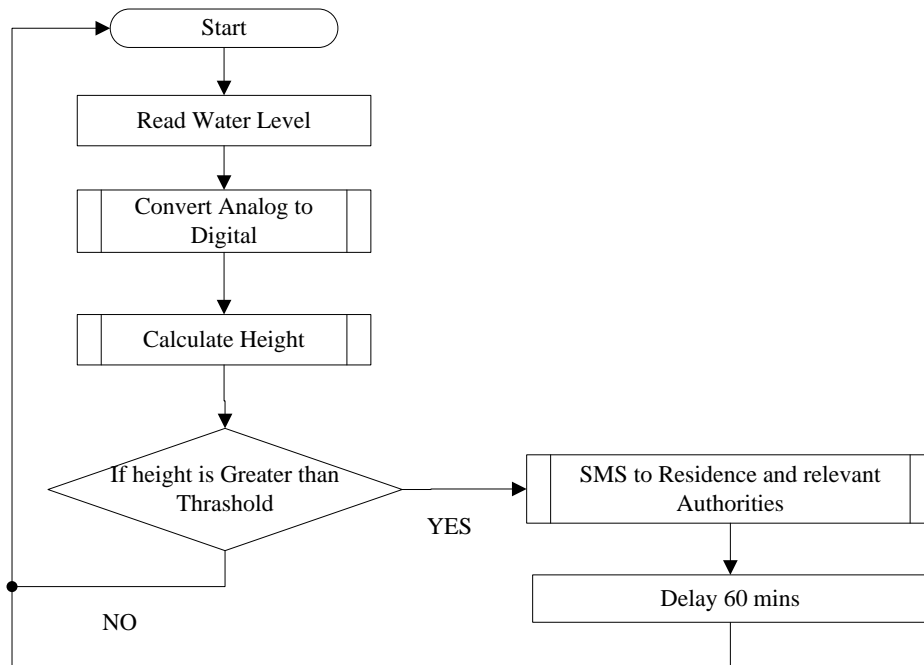 Start
Read Water Level
Convert Analog to
Digital
Calculate Height
If height is Greater than
Thrashold
YES
SMS to Residence and relevant
Authorities
Delay 60 mins
NO